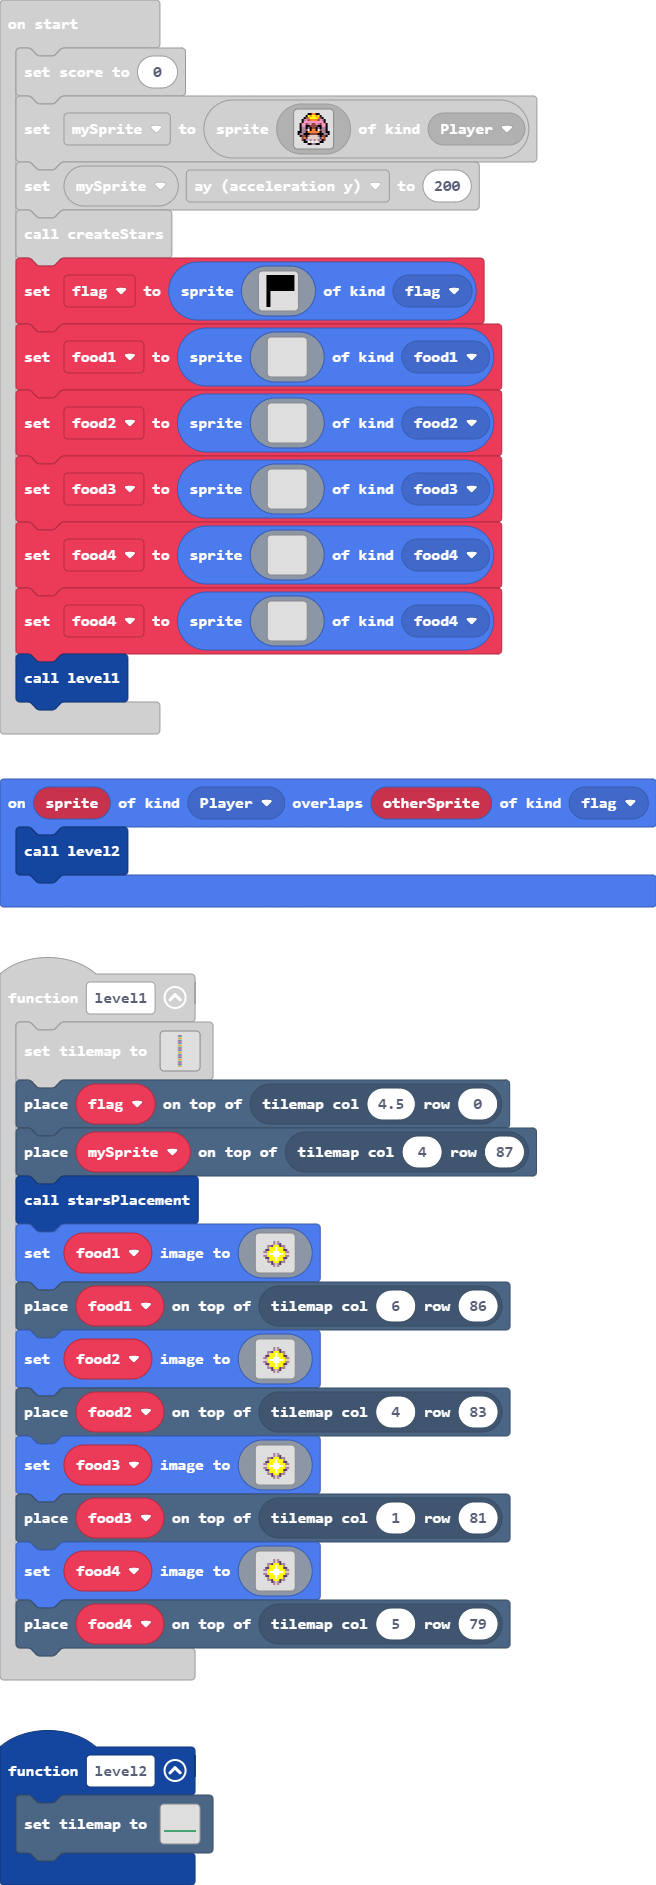 on start
set score to 0
set mySprite to sprite of kind Player
set mySprite ay (acceleration y) to 200
call createStars
set flag to sprite of kind flag
set food1 to sprite of kind food1
set food2 to sprite of kind food2
set food3 to sprite of kind food3
set food4 to sprite of kind food4
set food4 to sprite of kind food4
call level1
on sprite of kind Player overlaps otherSprite of kind flag
call level2
function level1
set tilemap to
place flag on top of tilemap col 4.5 row 0
place mySprite on top of tilemap col 4 row 87
call starsPlacement
set food1 image to
place food1 on top of tilemap col 6 row 86
set food2 image to
place food2 on top of tilemap col 4 row 83
set food3 image to
place food3 on top of tilemap col 1 row 81
set food4 image to
place food4 on top of tilemap col 5 row 79
function level2
set tilemap to